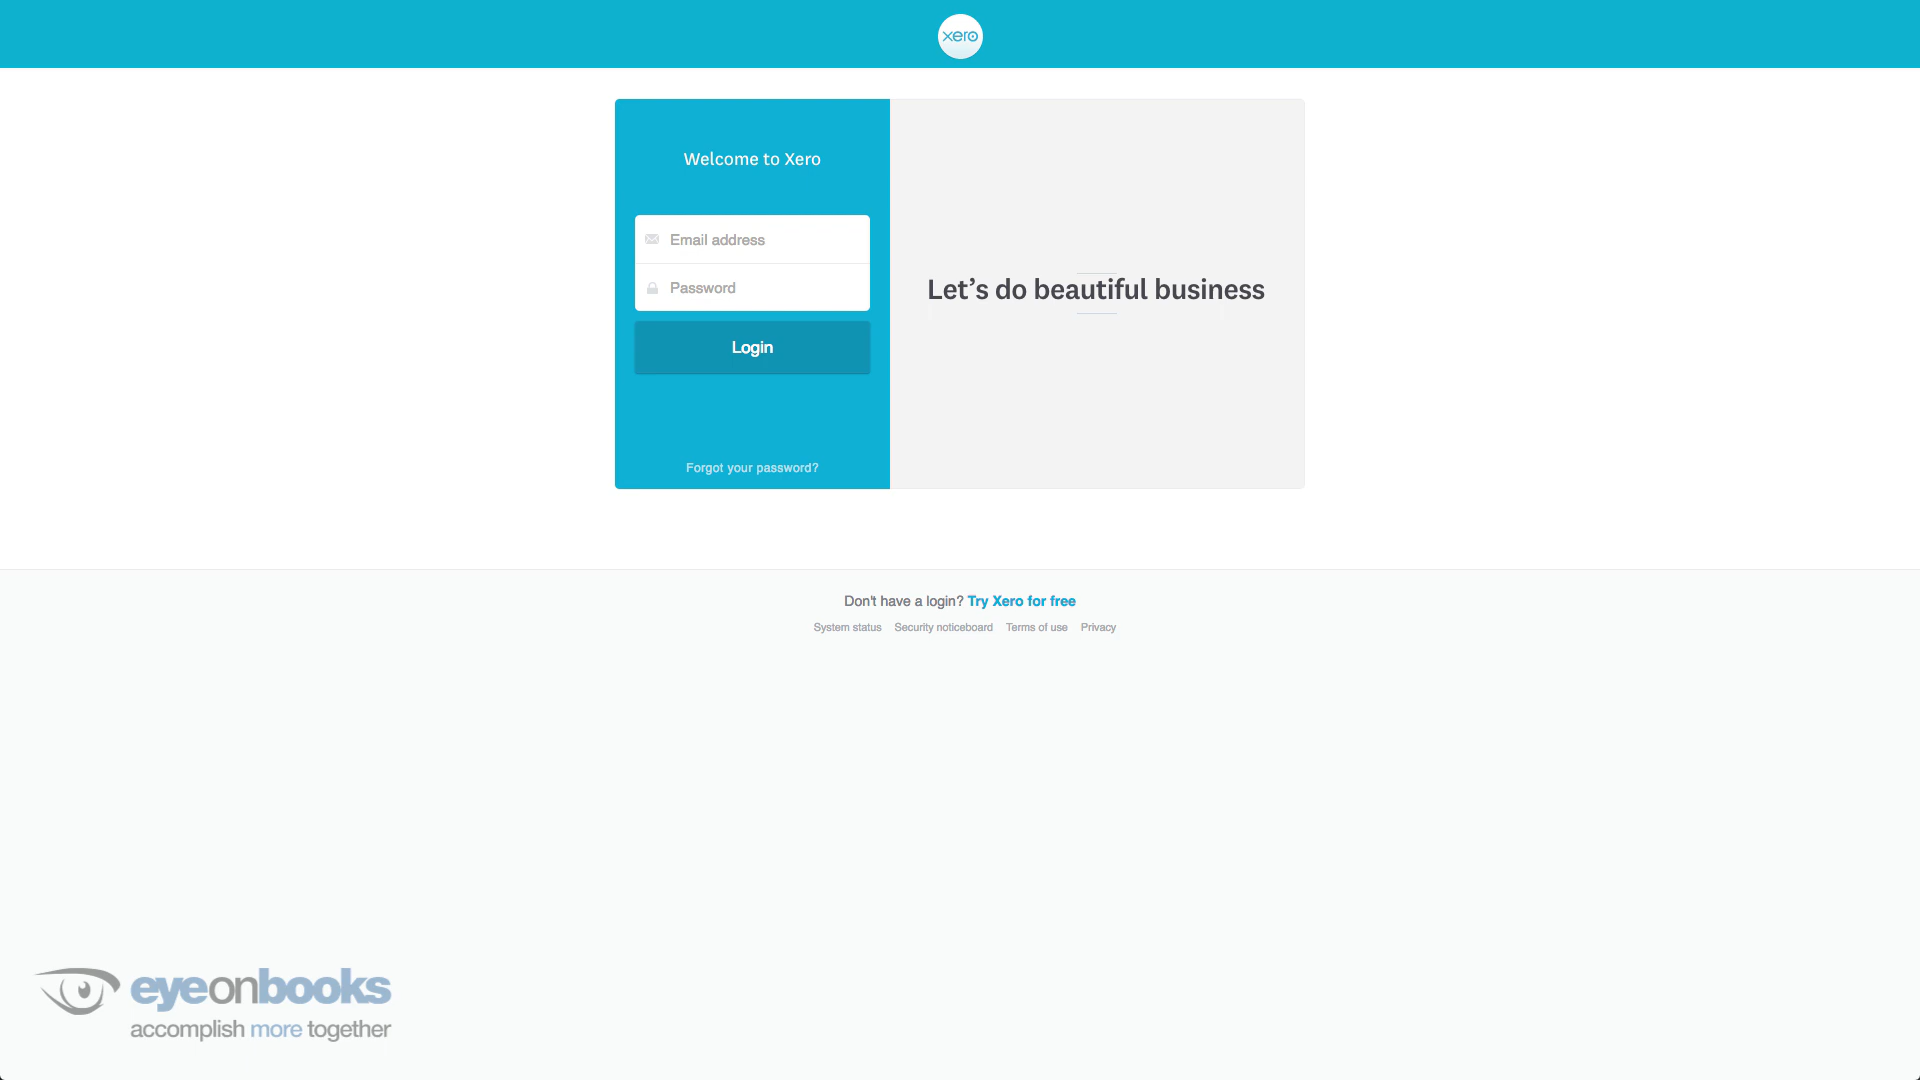 xero
Welcome to Xero
Email address
Password
Login
Forgot your password?
Let’s do beautiful business
Don't have a login? Try Xero for free
System status Security noticeboard Terms of use Privacy
eyeonbooks
accomplish more together